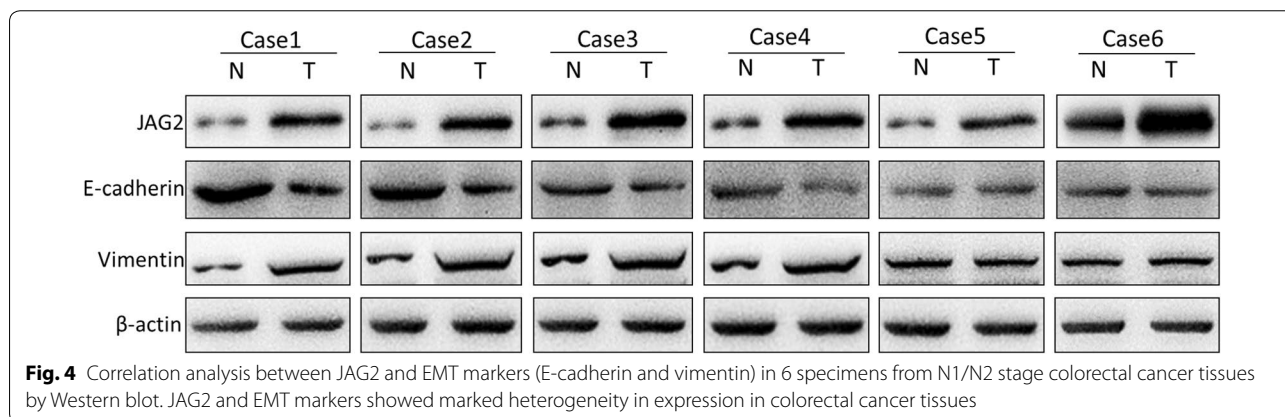 Case1 Case2 Case3 Case4 Case5 Case6
N T N T N T N T N T N T
JAG2
E-cadherin
Vimentin
β-actin
Fig. 4 Correlation analysis between JAG2 and EMT markers (E-cadherin and vimentin) in 6 specimens from N1/N2 stage colorectal cancer tissues
by Western blot. JAG2 and EMT markers showed marked heterogeneity in expression in colorectal cancer tissues